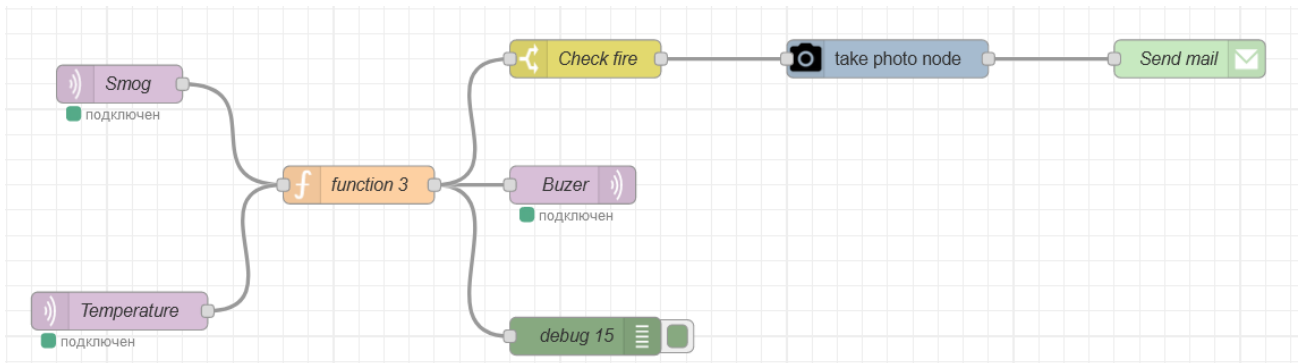 Check fire
take photo node
Send mail
Smog
подключен
function 3
Buzer
подключен
Temperature
подключен
debug 15